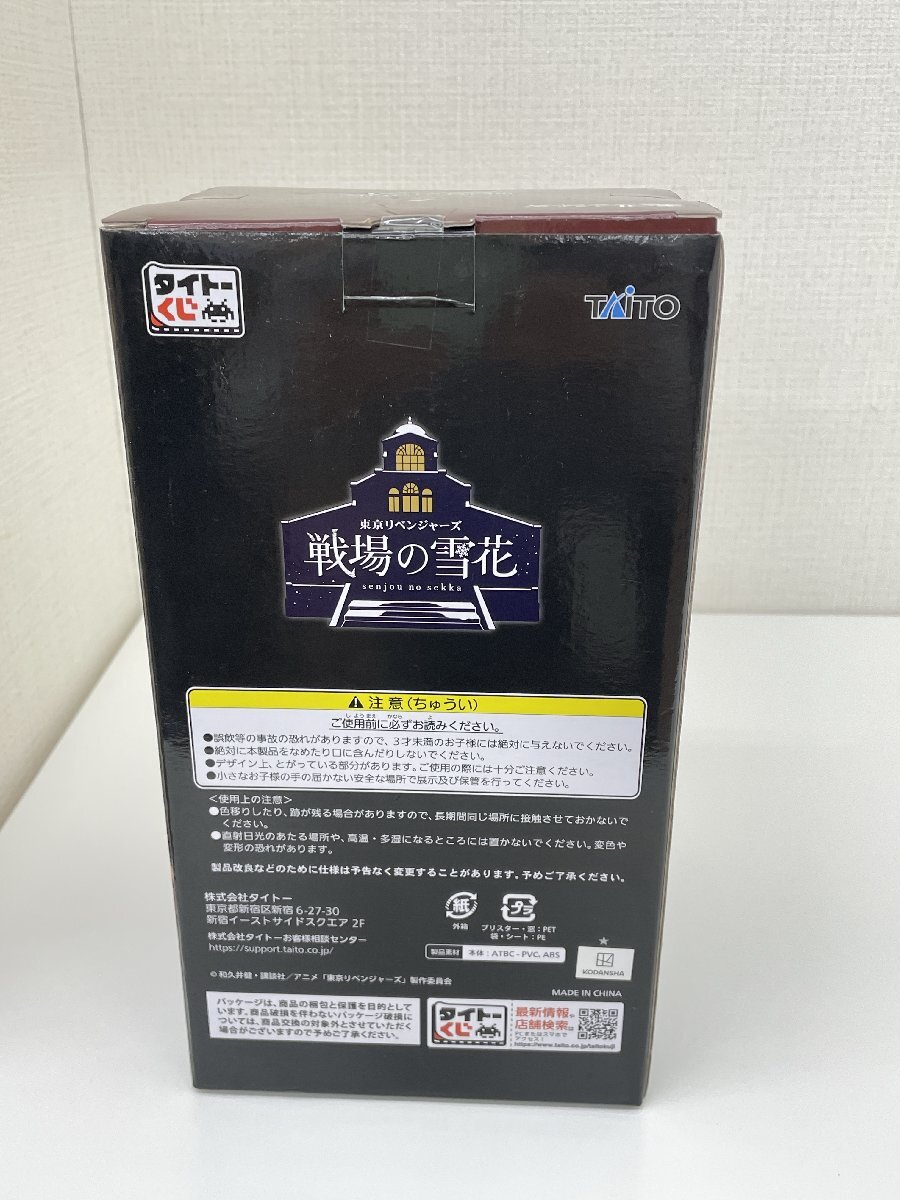 タイトー
くじ
TAITO
東京リベンジャーズ
戦場の雪花
senjou no sekka
注意(ちゅうい)
ご使用前に必ずお読みください。
●誤飲等の事故の恐れがありますので、3才未満のお子様には絶対に与えないでください。
●絶対に本製品をなめたり口に含んだりしないでください。
●デザイン上、とがっている部分があります。ご使用の際には十分ご注意ください。
●小さなお子様の手の届かない安全な場所で展示及び保管を行ってください。
<使用上の注意>
●色移りしたり、跡が残る場合がありますので、長期間同じ場所に接触させておかないで
ください。
●直射日光のあたる場所や、高温・多湿になるところには置かないでください。変色や
変形の恐れがあります。
製品改良などのために仕様は予告なく変更することがあります。予めご了承ください。
株式会社タイトー
東京都新宿区新宿6-27-30
新宿イーストサイドスクエア 2F
株式会社タイトーお客様相談センター
https://support.taito.co.jp/
紙
外箱
プラ
ブリスター・窓:PET
袋・シート:PE
製品素材 本体:ATBC-PVC、ABS
KODANSHA
©和久井健・講談社/アニメ「東京リベンジャーズ」製作委員会
MADE IN CHINA
パッケージは、商品の梱包と保護を目的として
います。商品破損を伴わないパッケージ破損に
ついては、商品交換の対象外とさせていただく
場合がございますので予めご了承ください。
タイトー
くじ
最新情報。
店舗検索は
PCまたはスマホで
アクセス!
https://www.taito.co.jp/taitokuji